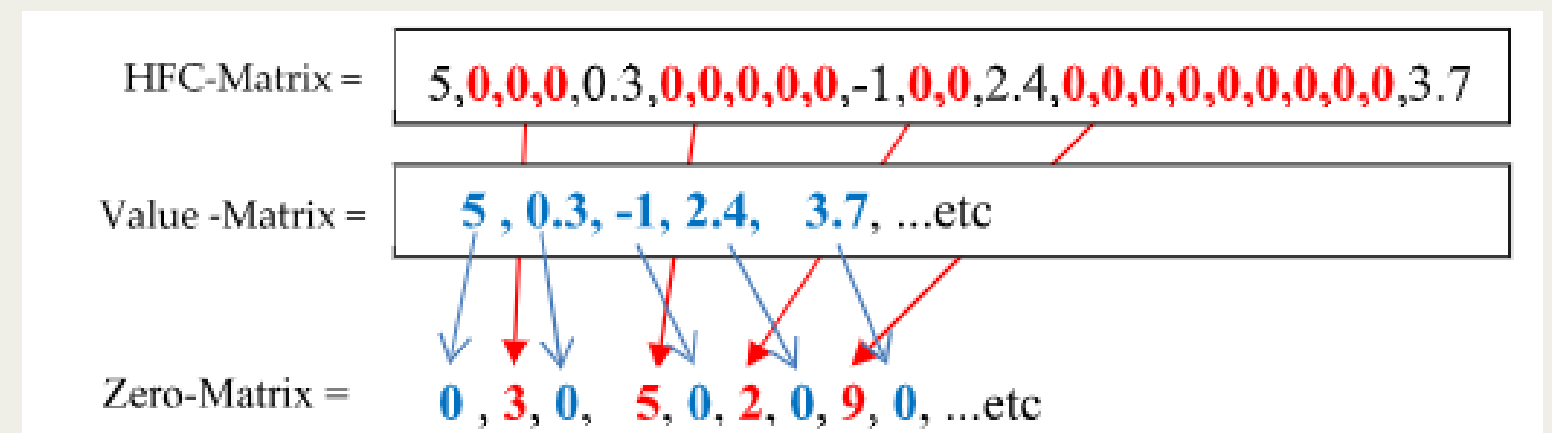 HFC-Matrix = 5,0,0,0,0.3,0,0,0,0,0,-1,0,0,2.4,0,0,0,0,0,0,0,0,0,3.7
Value -Matrix = 5 , 0.3, -1, 2.4, 3.7, ...etc
Zero-Matrix = 0 , 3, 0, 5, 0, 2, 0, 9, 0, ...etc